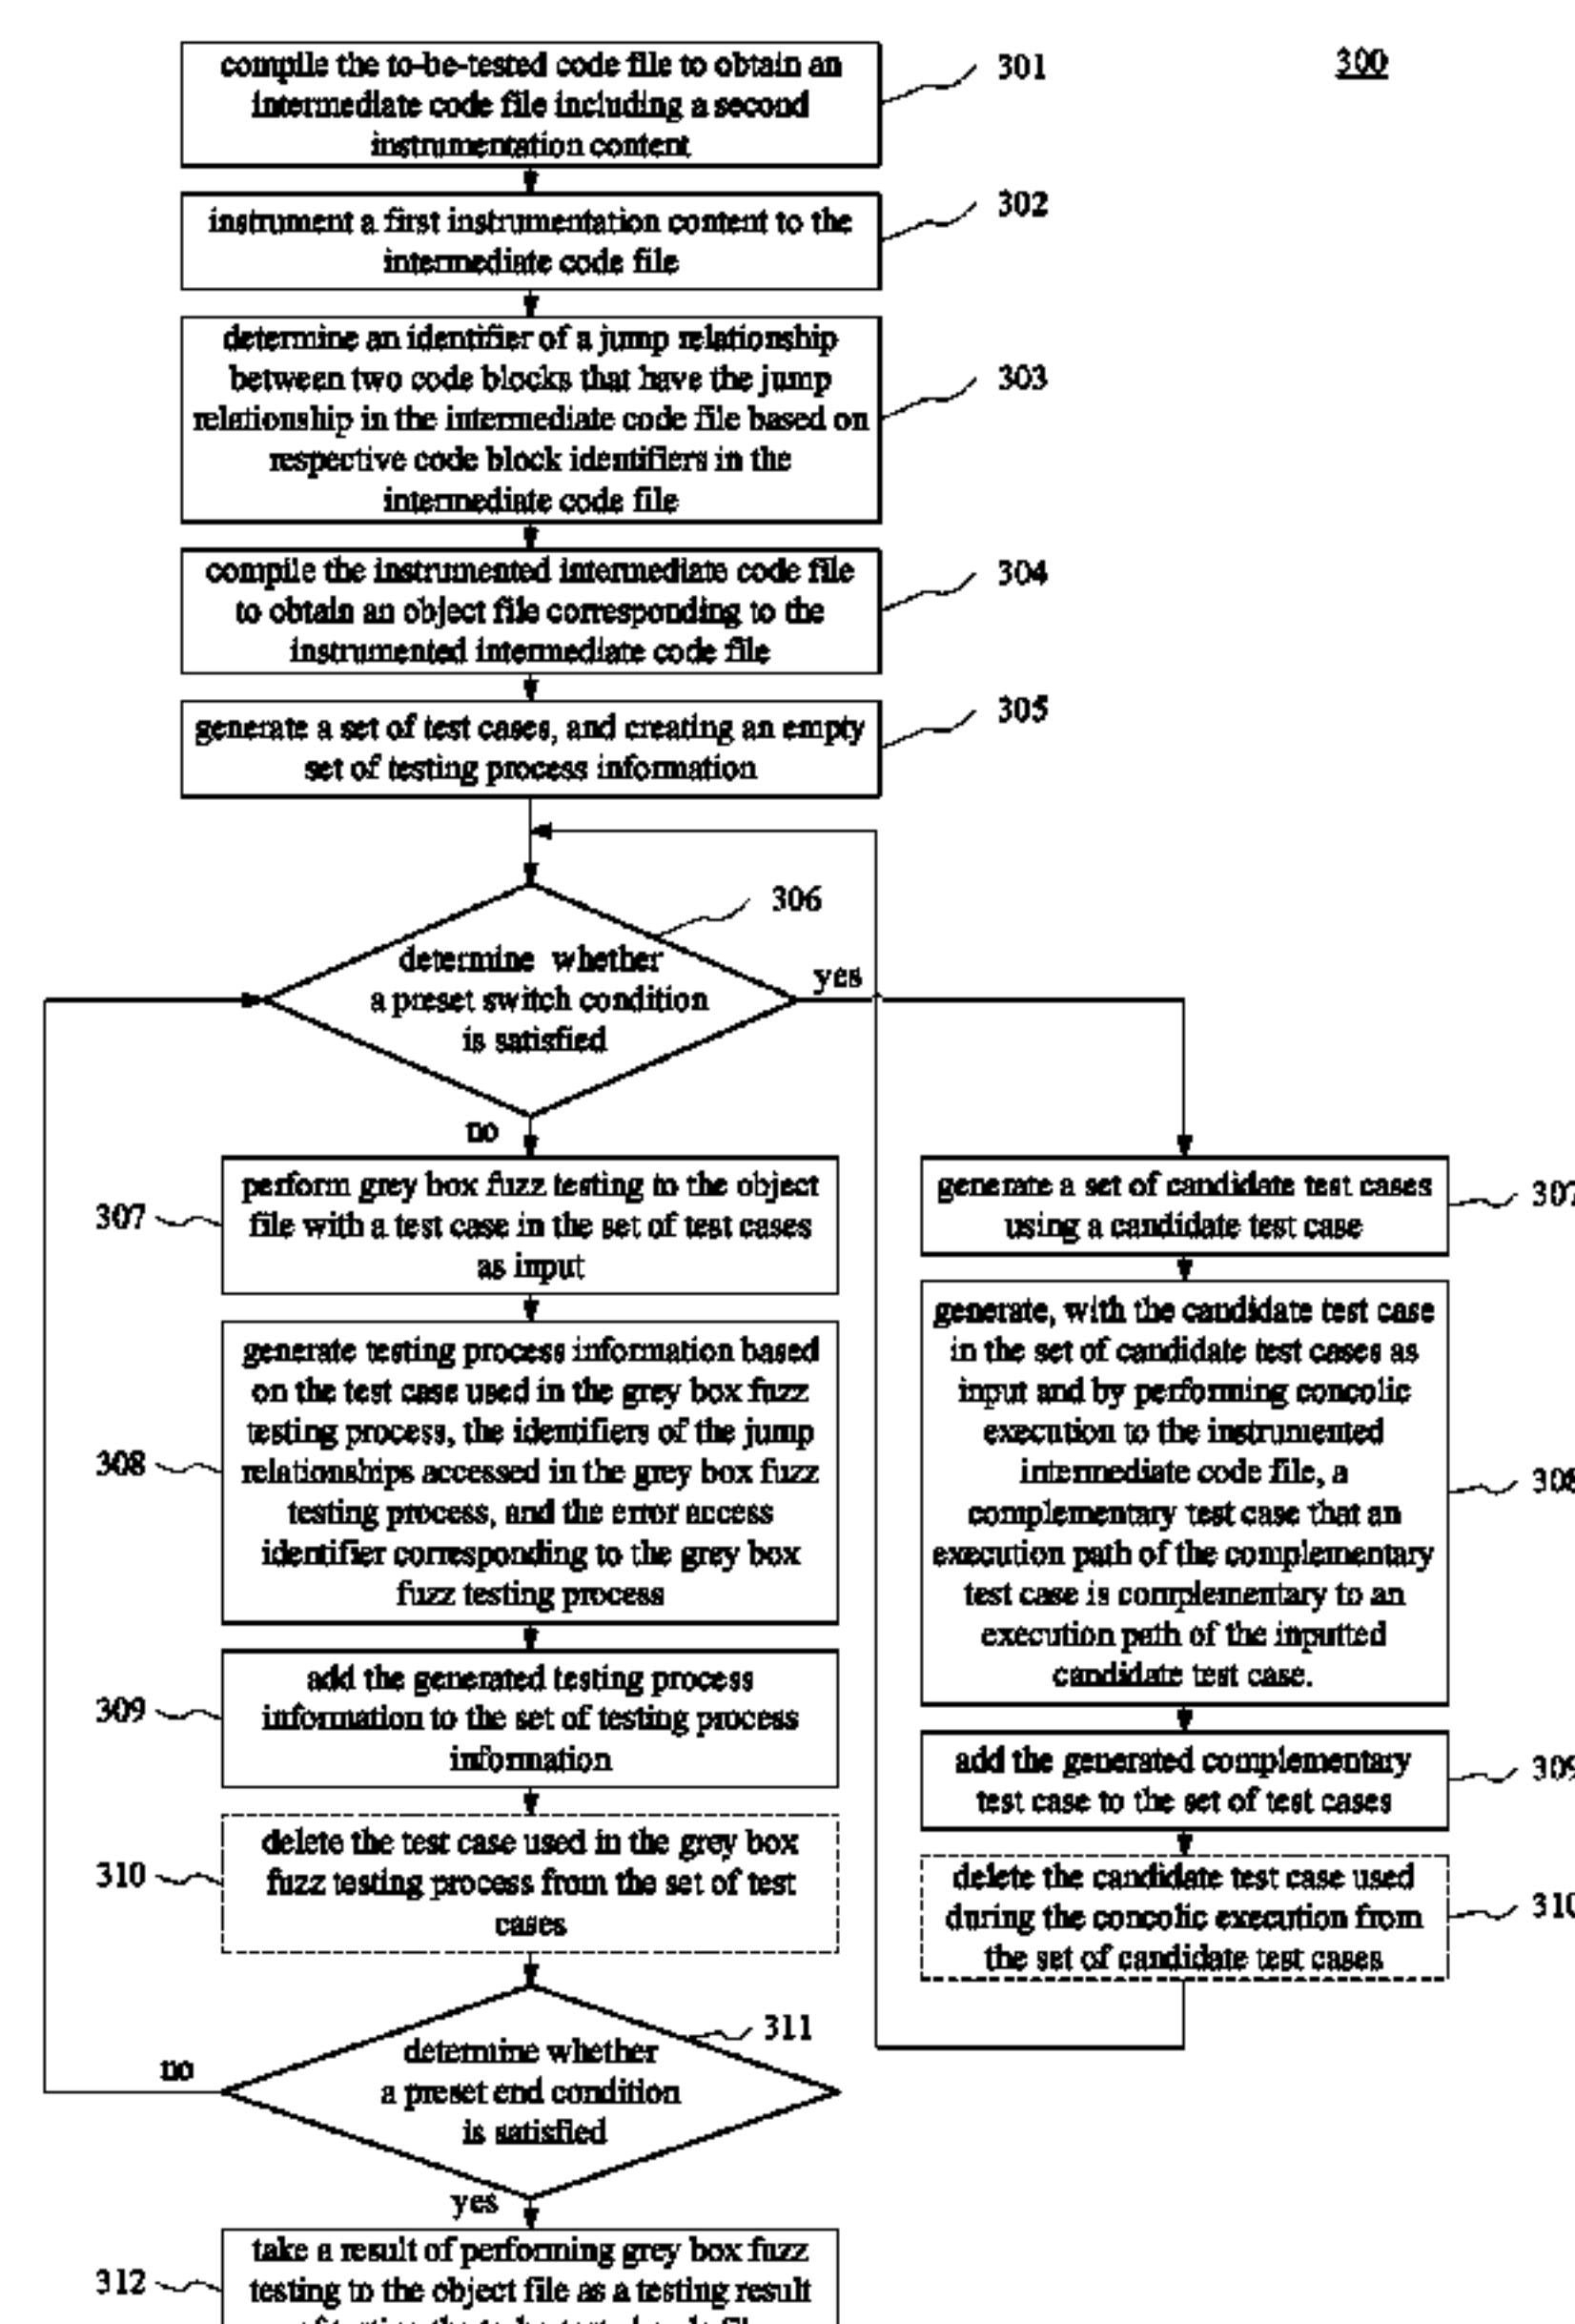 300
compile the to-be-tested code file to obtain an
intermediate code file including a second
instrumentation content
301
instrument a first instrumentation content to the
intermediate code file
302
determine an identifier of a jump relationship
between two code blocks that have the jump
relationship in the intermediate code file based on
respective code block identifiers in the
intermediate code file
303
compile the instrumented intermediate code file
to obtain an object file corresponding to the
instrumented intermediate code file
304
generate a set of test cases, and creating an empty
set of testing process information
305
306
determine whether
a preset switch condition
is satisfied
yes
no
307
perform grey box fuzz testing to the object
file with a test case in the set of test cases
as input
308
generate testing process information based
on the test case used in the grey box fuzz
testing process, the identifiers of the jump
relationships accessed in the grey box fuzz
testing process, and the error access
identifier corresponding to the grey box
fuzz testing process
309
add the generated testing process
information to the set of testing process
information
310
delete the test case used in the grey box
fuzz testing process from the set of test
cases
311
determine whether
a preset end condition
is satisfied
no
yes
312
take a result of performing grey box fuzz
testing to the object file as a testing result
generate a set of candidate test cases
using a candidate test case
307
generate, with the candidate test case
in the set of candidate test cases as
input and by performing concolic
execution to the instrumented
intermediate code file, a
complementary test case that an
execution path of the complementary
test case is complementary to an
execution path of the inputted
candidate test case.
308
add the generated complementary
test case to the set of test cases
309
delete the candidate test case used
during the concolic execution from
the set of candidate test cases
310